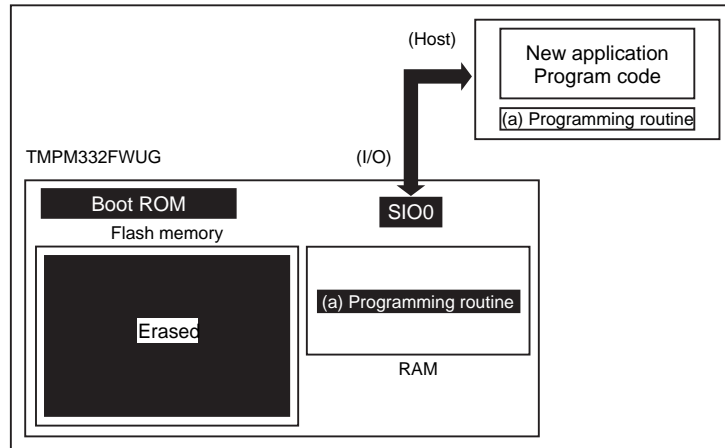 (Host)
New application
Program code
(a) Programming routine
TMPM332FWUG
(I/O)
Boot ROM
SIO0
Flash memory
(a) Programming routine
Erased
RAM